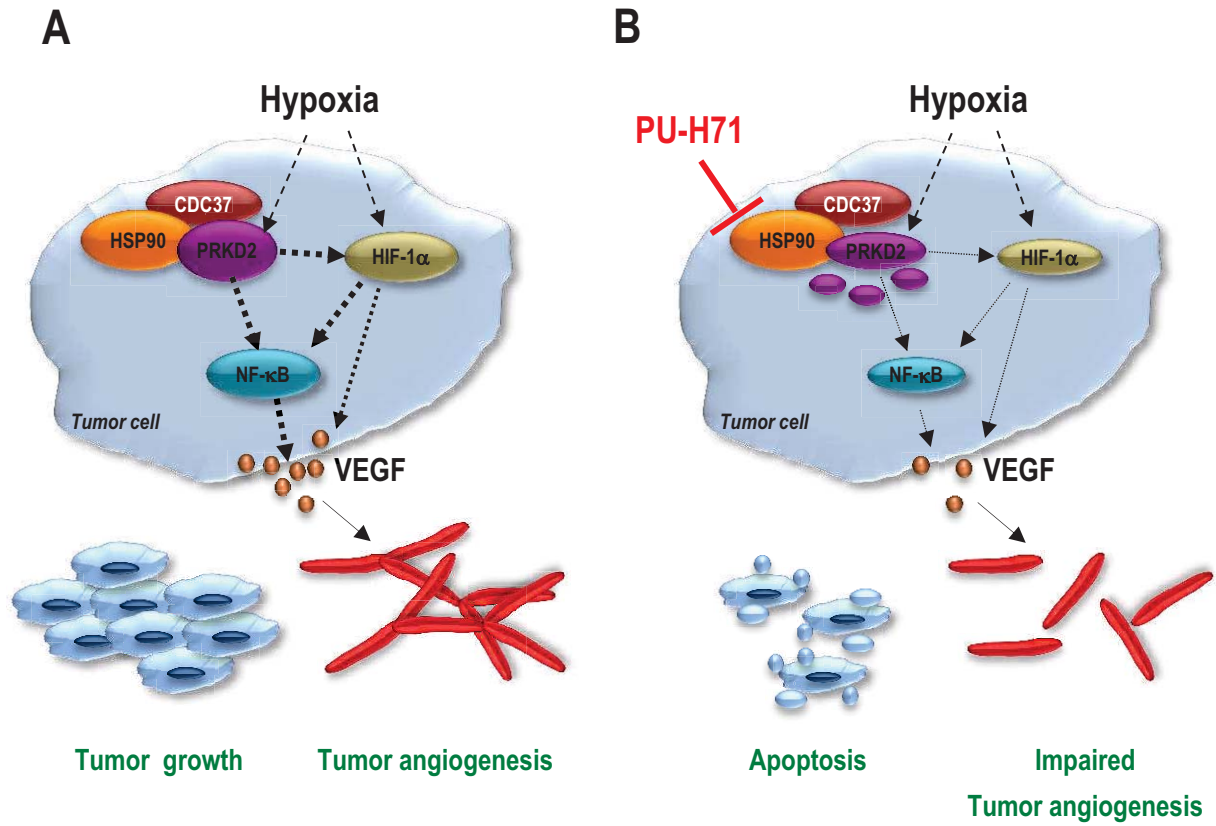 A
Hypoxia
CDC37
HSP90
PRKD2
HIF-1α
NF-κB
Tumor cell
VEGF
Tumor growth
Tumor angiogenesis
B
Hypoxia
PU-H71
CDC37
HSP90
PRKD2
HIF-1α
NF-κB
Tumor cell
VEGF
Apoptosis
Impaired
Tumor angiogenesis